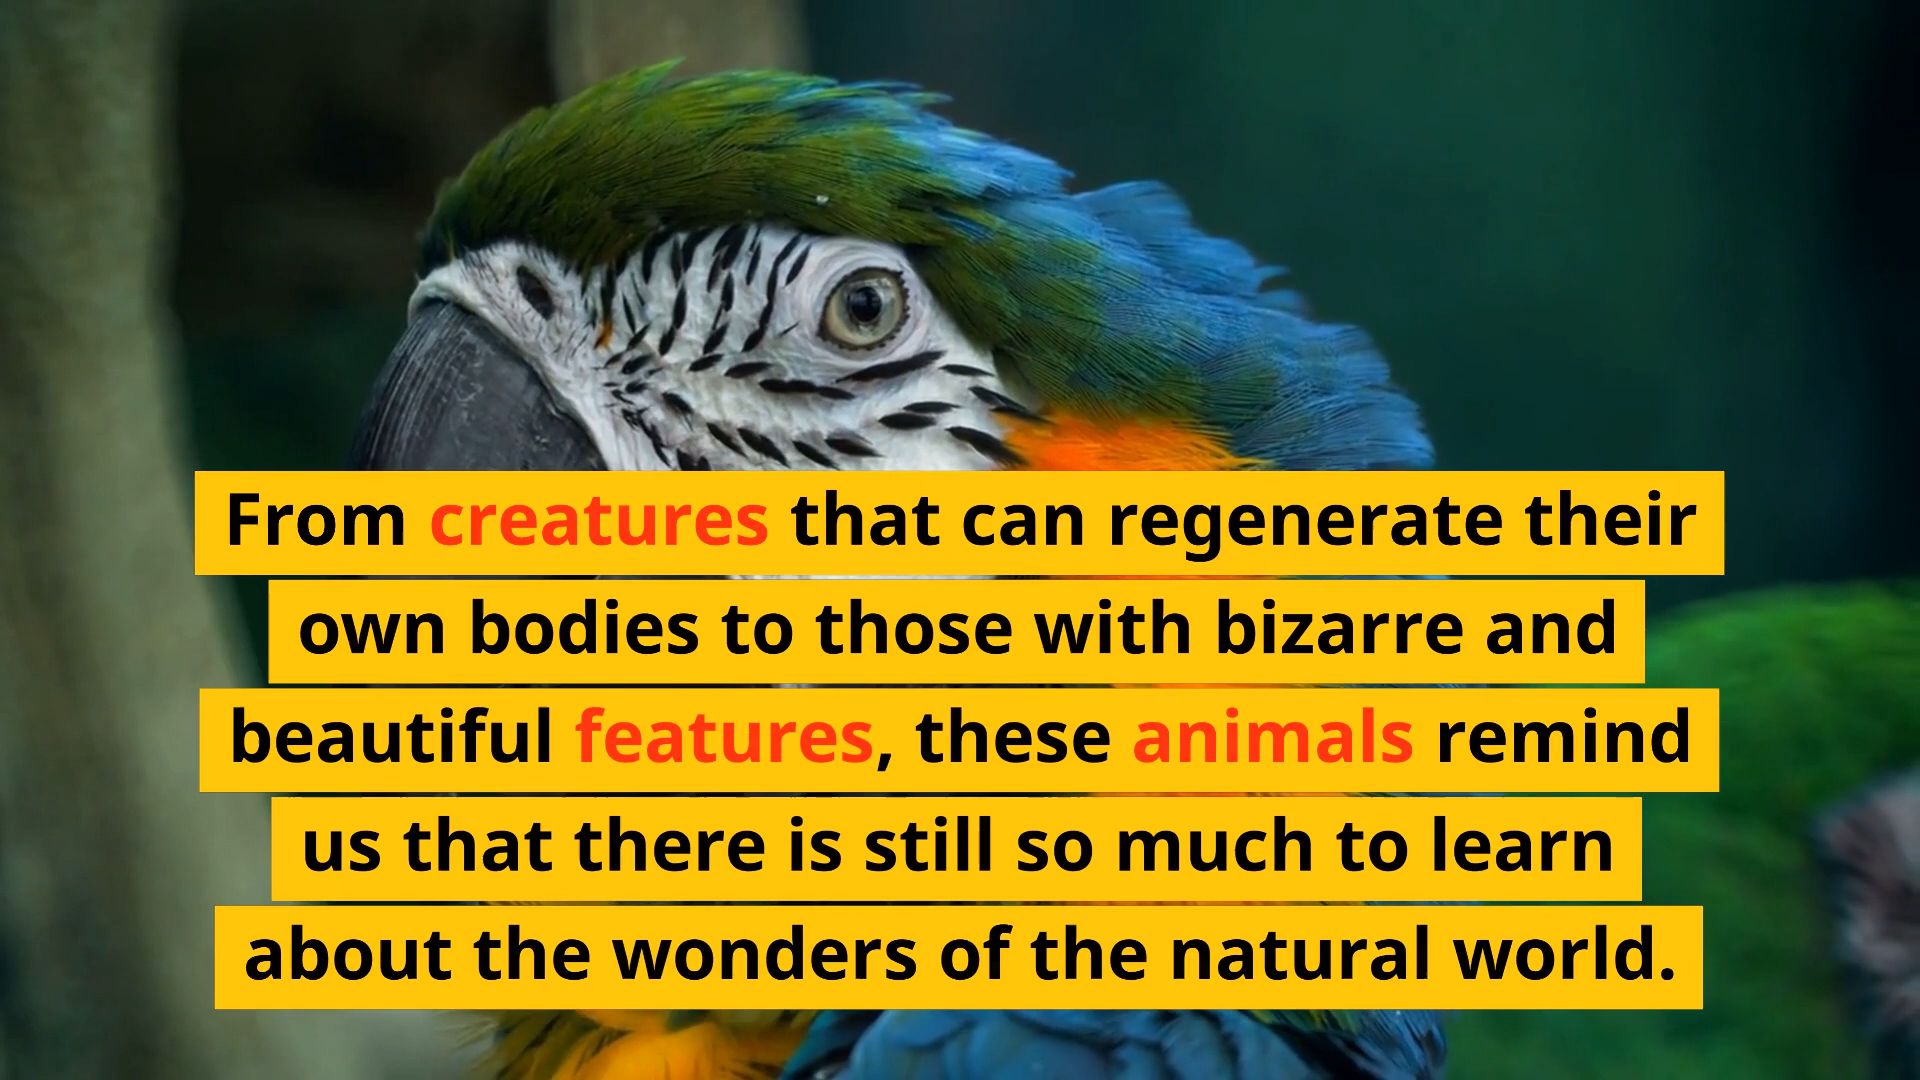 From creatures that can regenerate their
own bodies to those with bizarre and
beautiful features, these animals remind
us that there is still so much to learn
about the wonders of the natural world.